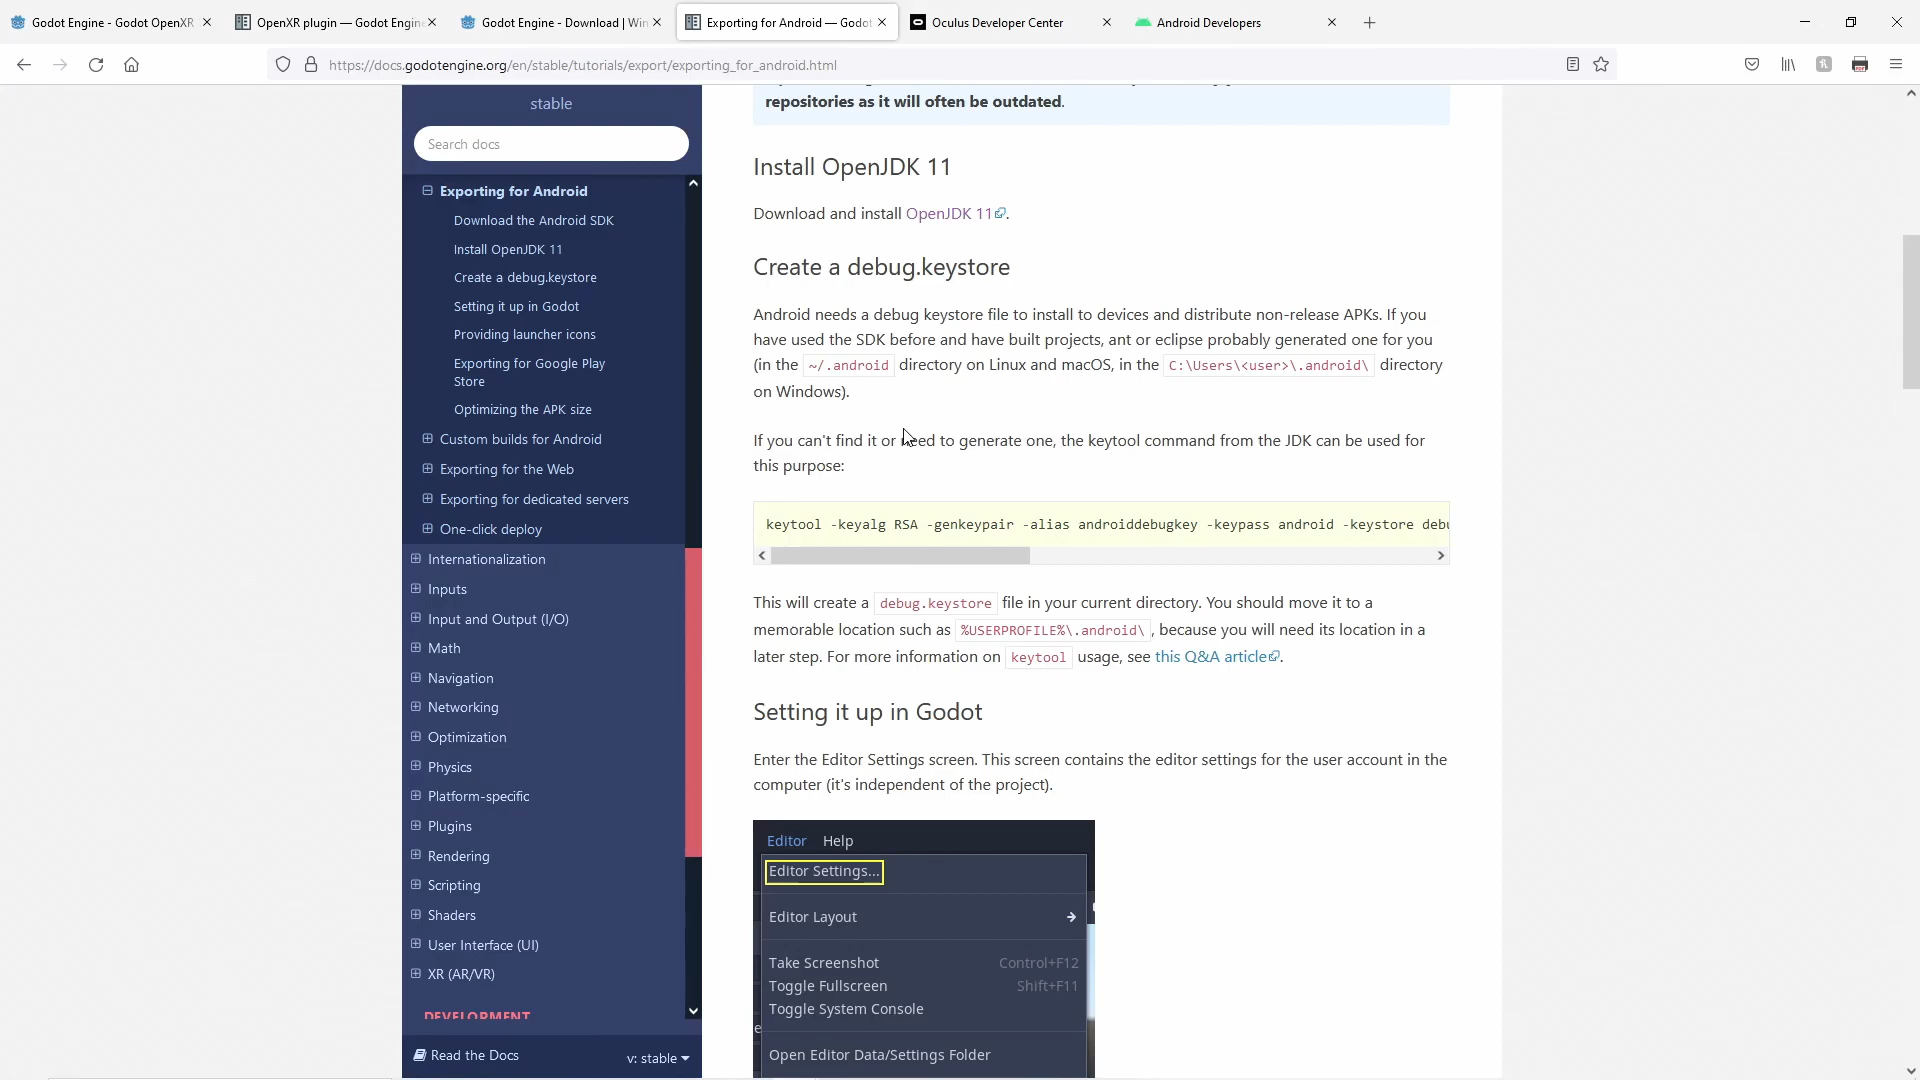 Godot Engine - Godot OpenXR
OpenXR plugin — Godot Engine
Godot Engine - Download | Win
Exporting for Android — Godot
Oculus Developer Center
Android Developers
https://docs.godotengine.org/en/stable/tutorials/export/exporting_for_android.html
stable
Search docs
Exporting for Android
Download the Android SDK
Install OpenJDK 11
Create a debug.keystore
Setting it up in Godot
Providing launcher icons
Exporting for Google Play
Store
Optimizing the APK size
Custom builds for Android
Exporting for the Web
Exporting for dedicated servers
One-click deploy
Internationalization
Inputs
Input and Output (I/O)
Math
Navigation
Networking
Optimization
Physics
Platform-specific
Plugins
Rendering
Scripting
Shaders
User Interface (UI)
XR (AR/VR)
DEVELOPMENT
Read the Docs
v: stable
repositories as it will often be outdated.
Install OpenJDK 11
Download and install OpenJDK 11.
Create a debug.keystore
Android needs a debug keystore file to install to devices and distribute non-release APKs. If you
have used the SDK before and have built projects, ant or eclipse probably generated one for you
(in the ~/.android directory on Linux and macOS, in the C:\Users\<user>\.android\ directory
on Windows).
If you can't find it or need to generate one, the keytool command from the JDK can be used for
this purpose:
keytool -keyalg RSA -genkeypair -alias androiddebugkey -keypass android -keystore debu
This will create a debug.keystore file in your current directory. You should move it to a
memorable location such as %USERPROFILE%\.android\, because you will need its location in a
later step. For more information on keytool usage, see this Q&A article.
Setting it up in Godot
Enter the Editor Settings screen. This screen contains the editor settings for the user account in the
computer (it's independent of the project).
Editor Help
Editor Settings...
Editor Layout
Take Screenshot Control+F12
Toggle Fullscreen Shift+F11
Toggle System Console
Open Editor Data/Settings Folder